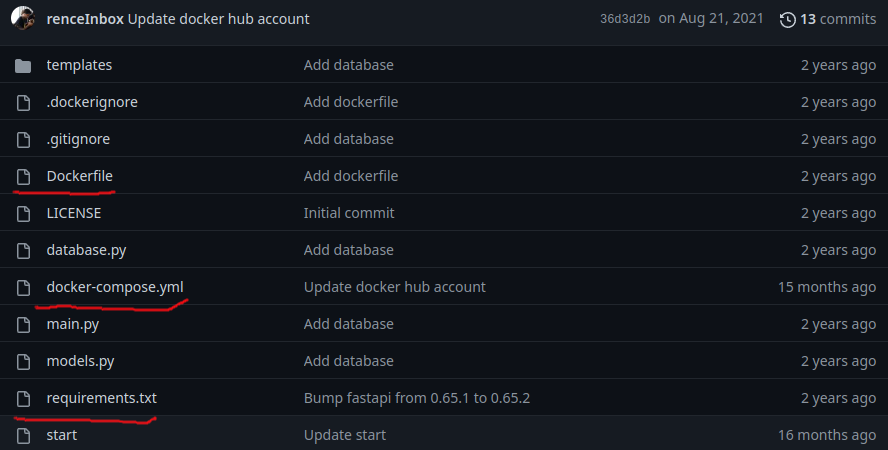 renceInbox Update docker hub account 36d3d2b on Aug 21, 2021 13 commits
templates Add database 2 years ago
.dockerignore Add dockerfile 2 years ago
.gitignore Add database 2 years ago
Dockerfile Add dockerfile 2 years ago
LICENSE Initial commit 2 years ago
database.py Add database 2 years ago
docker-compose.yml Update docker hub account 15 months ago
main.py Add database 2 years ago
models.py Add database 2 years ago
requirements.txt Bump fastapi from 0.65.1 to 0.65.2 2 years ago
start Update start 16 months ago